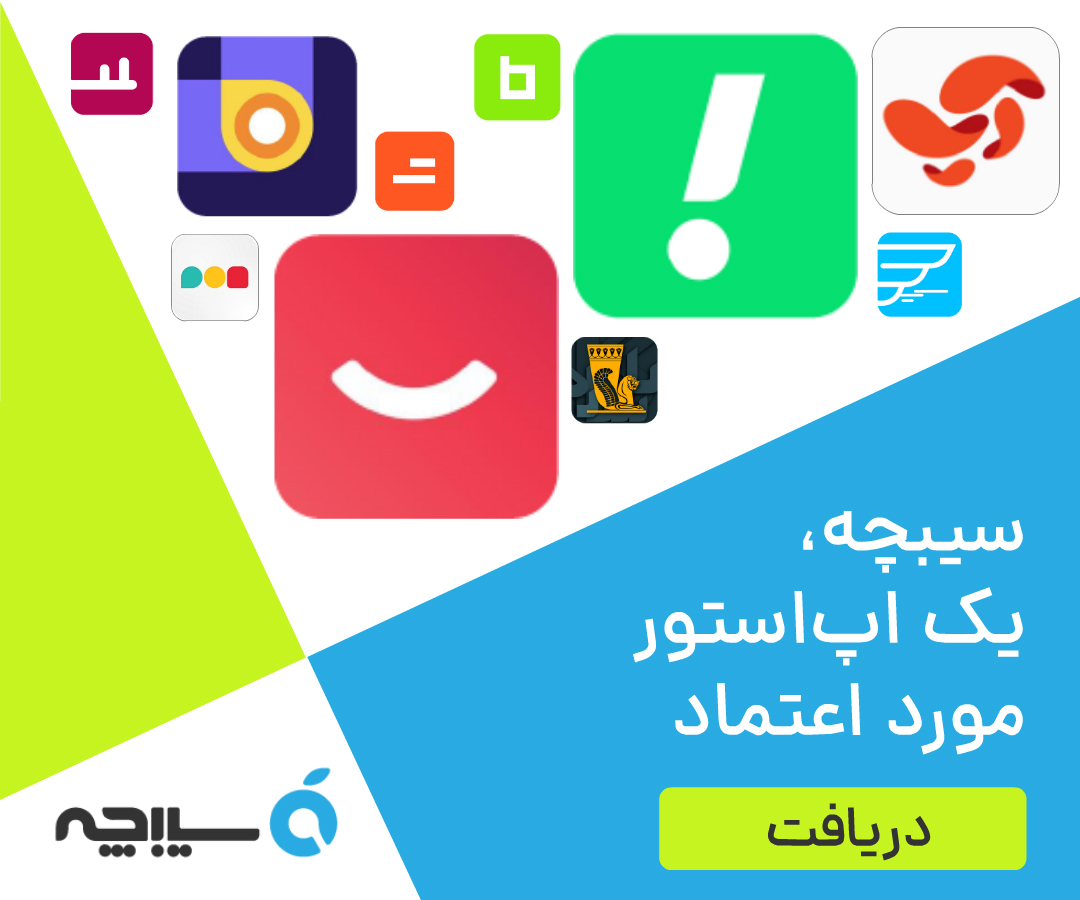 سیبچه،
یک اپ‌استور
مورد اعتماد
دریافت
سیبچه